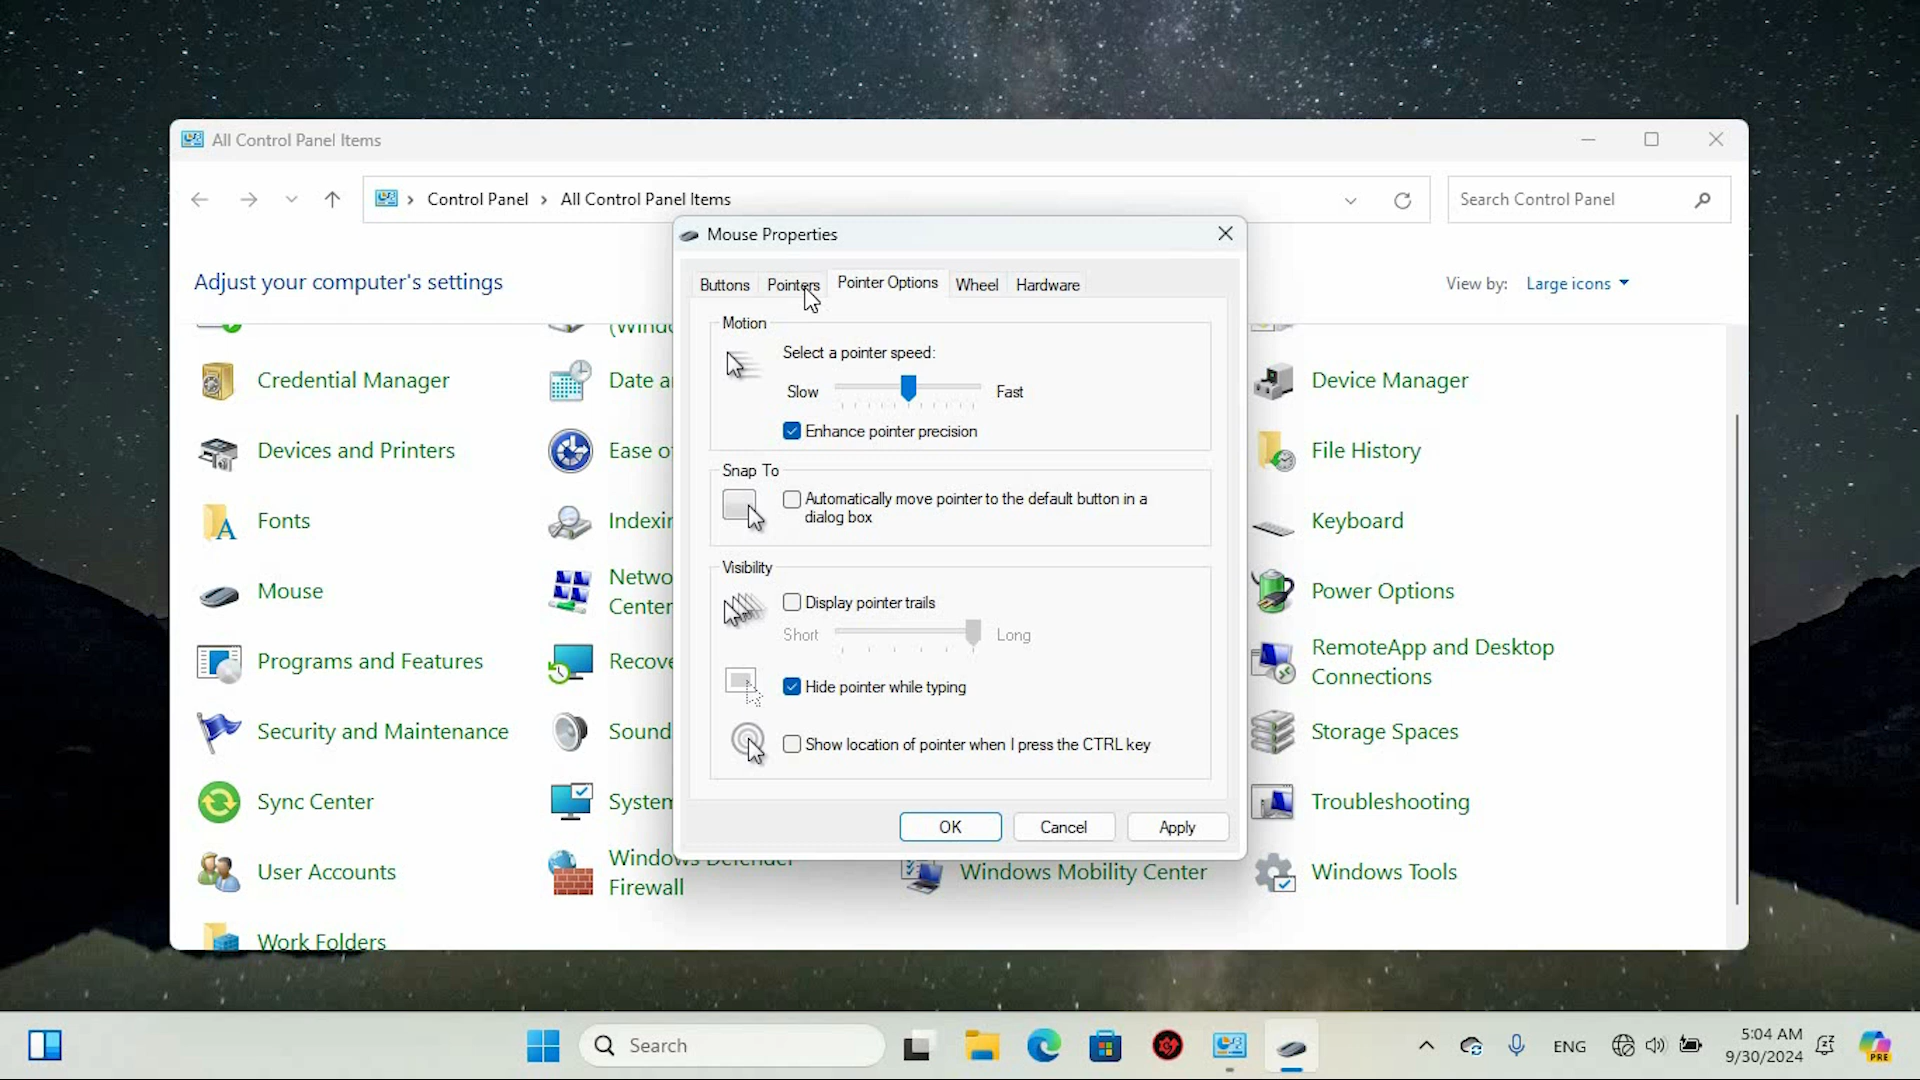 All Control Panel Items
Control Panel › All Control Panel Items
Search Control Panel
Mouse Properties
Adjust your computer's settings
View by: Large icons
Buttons Pointers Pointer Options Wheel Hardware
Motion
Select a pointer speed:
Slow Fast
Enhance pointer precision
Snap To
Automatically move pointer to the default button in a
dialog box
Visibility
Display pointer trails
Short Long
Hide pointer while typing
Show location of pointer when I press the CTRL key
OK Cancel Apply
Credential Manager
Date a
Device Manager
Devices and Printers
Ease o
File History
Fonts
Indexin
Keyboard
Mouse
Netwo
Center
Power Options
Programs and Features
Recove
RemoteApp and Desktop
Connections
Security and Maintenance
Sound
Storage Spaces
Sync Center
System
Troubleshooting
User Accounts
Windows Defender
Firewall
Windows Mobility Center
Windows Tools
Work Folders
Search
ENG
5:04 AM
9/30/2024
PRE